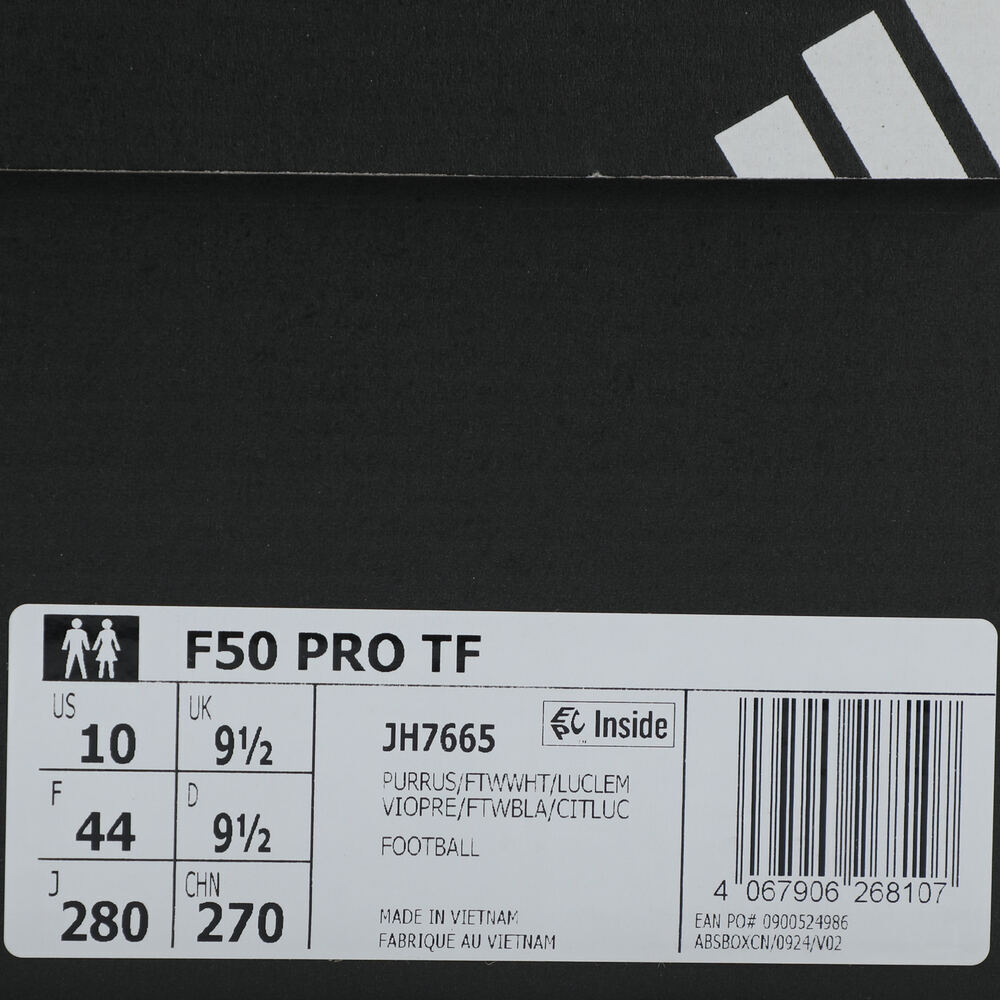 F50 PRO TF
US 10
UK 9½
F 44
D 9½
J 280
CHN 270
JH7665
EC Inside
PURRUS/FTWWHT/LUCLEM
VIOPRE/FTWBLA/CITLUC
FOOTBALL
MADE IN VIETNAM
FABRIQUE AU VIETNAM
4 067906 268107
EAN PO# 0900524986
ABSBOXCN/0924/V02